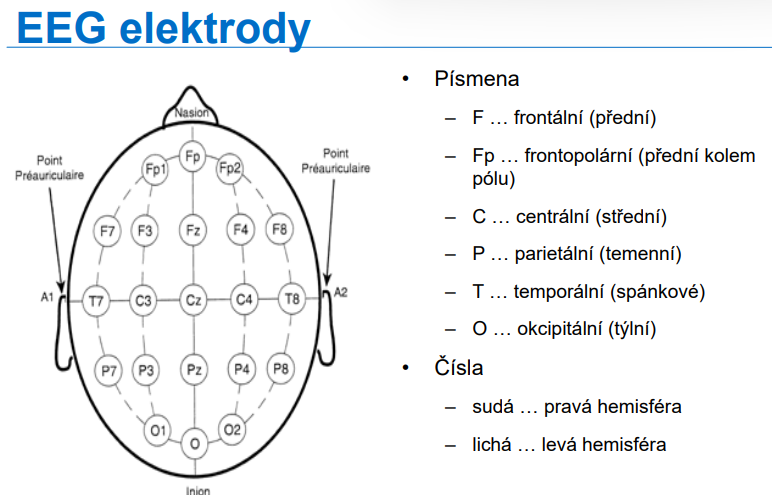 EEG elektrody
Nasion
Point
Préauriculaire
Point
Préauriculaire
Fp
Fp1
Fp2
F7
F3
Fz
F4
F8
A1
T7
C3
Cz
C4
T8
A2
P7
P3
Pz
P4
P8
O1
O
O2
Inion
• Písmena
– F … frontální (přední)
– Fp … frontopolární (přední kolem
pólu)
– C … centrální (střední)
– P … parietální (temenní)
– T … temporální (spánkové)
– O … okcipitální (týlní)
• Čísla
– sudá … pravá hemisféra
– lichá … levá hemisféra